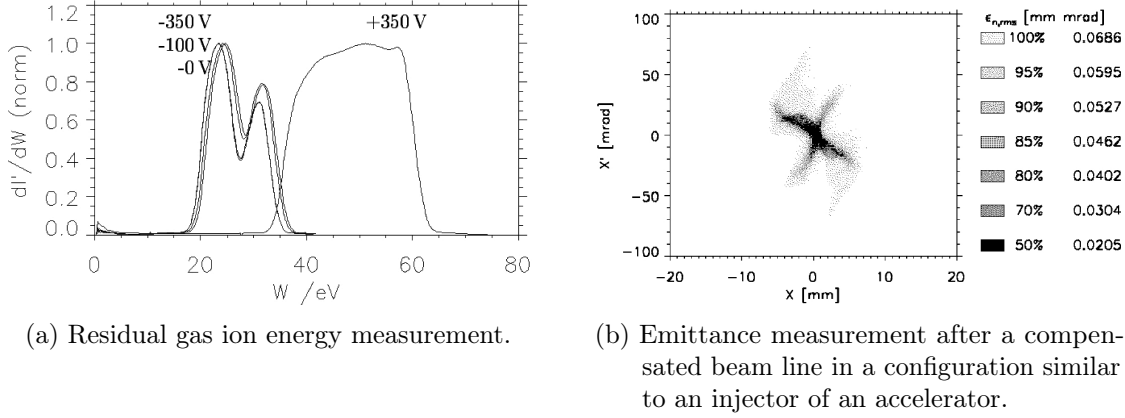 -350 V
-100 V
-0 V
+350 V
dI'/dW (norm)
1.0
0.8
0.6
0.4
0.2
0.0
0 20 40 60 80
W /eV
(a) Residual gas ion energy measurement.
X' [mrad]
100
50
0
−50
−100
−20 −10 0 10 20
X [mm]
ϵn,rms [mm mrad]
100% 0.0686
95% 0.0595
90% 0.0527
85% 0.0462
80% 0.0402
70% 0.0304
50% 0.0205
(b) Emittance measurement after a compen-
sated beam line in a configuration similar
to an injector of an accelerator.